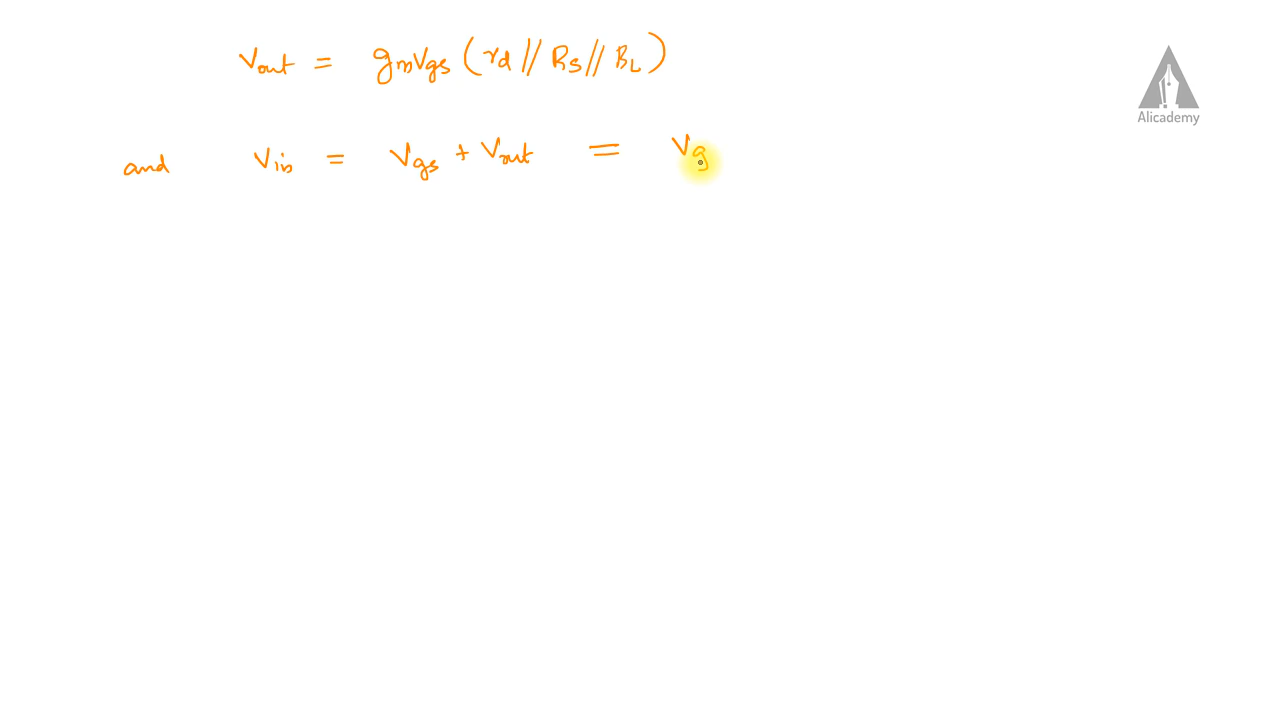 Vout = gmVgs (rd // Rs // RL)
Alicademy
and Vin = Vgs + Vout = Vg